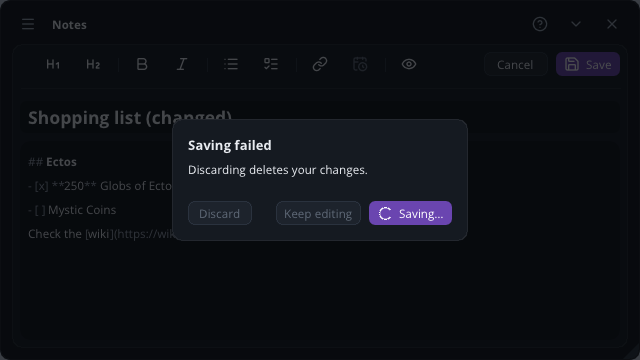 Notes
H1 H2 B I Cancel Save
Shopping list (changed)
## Ectos
- [x] **250** Globs of Ecto
- [ ] Mystic Coins
Check the [wiki](https://wik
Saving failed
Discarding deletes your changes.
Discard Keep editing Saving...